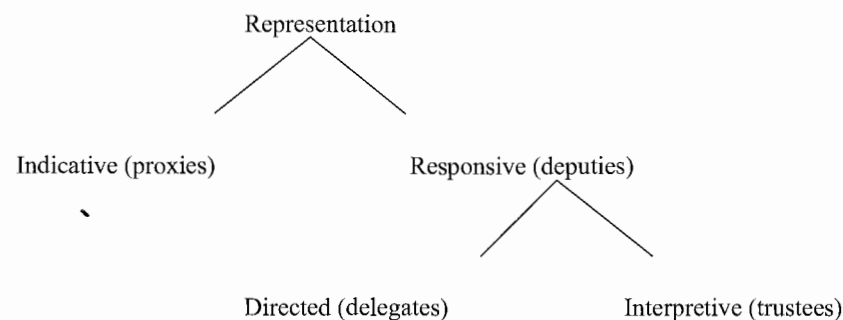 Representation
Indicative (proxies) Responsive (deputies)
Directed (delegates) Interpretive (trustees)